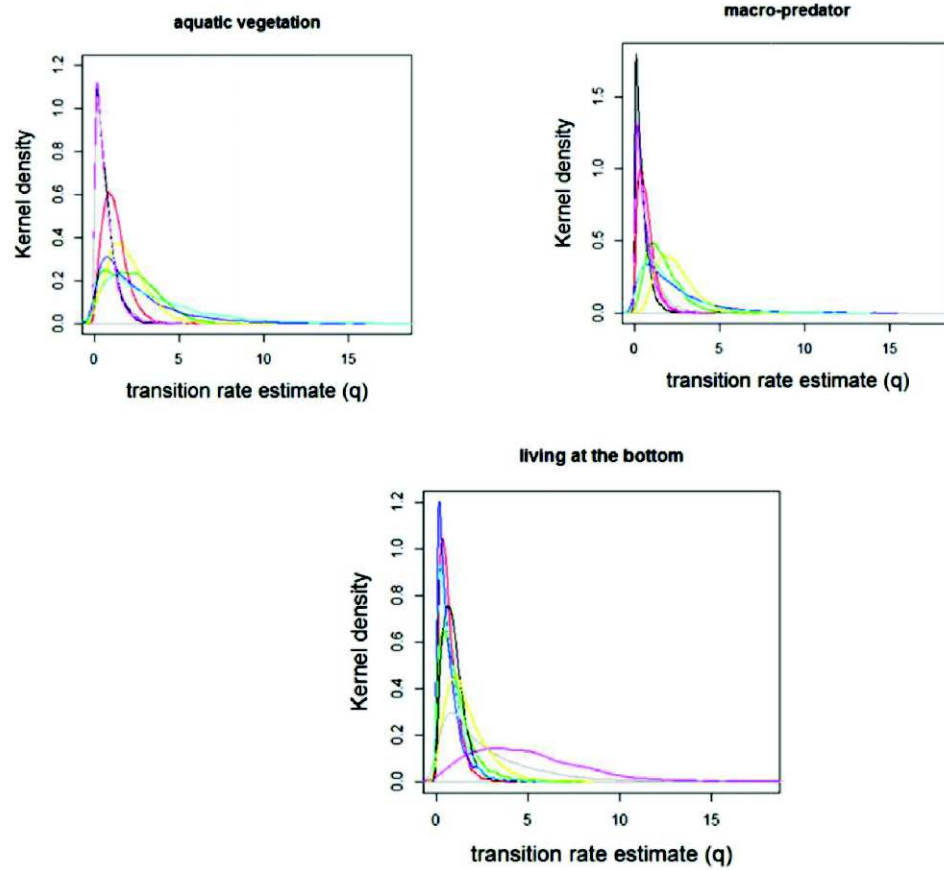 aquatic vegetation
Kernel density
0.0 0.2 0.4 0.6 0.8 1.0 1.2
0 5 10 15
transition rate estimate (q)
macro-predator
Kernel density
0.0 0.5 1.0 1.5
0 5 10 15
transition rate estimate (q)
living at the bottom
Kernel density
0.0 0.2 0.4 0.6 0.8 1.0 1.2
0 5 10 15
transition rate estimate (q)